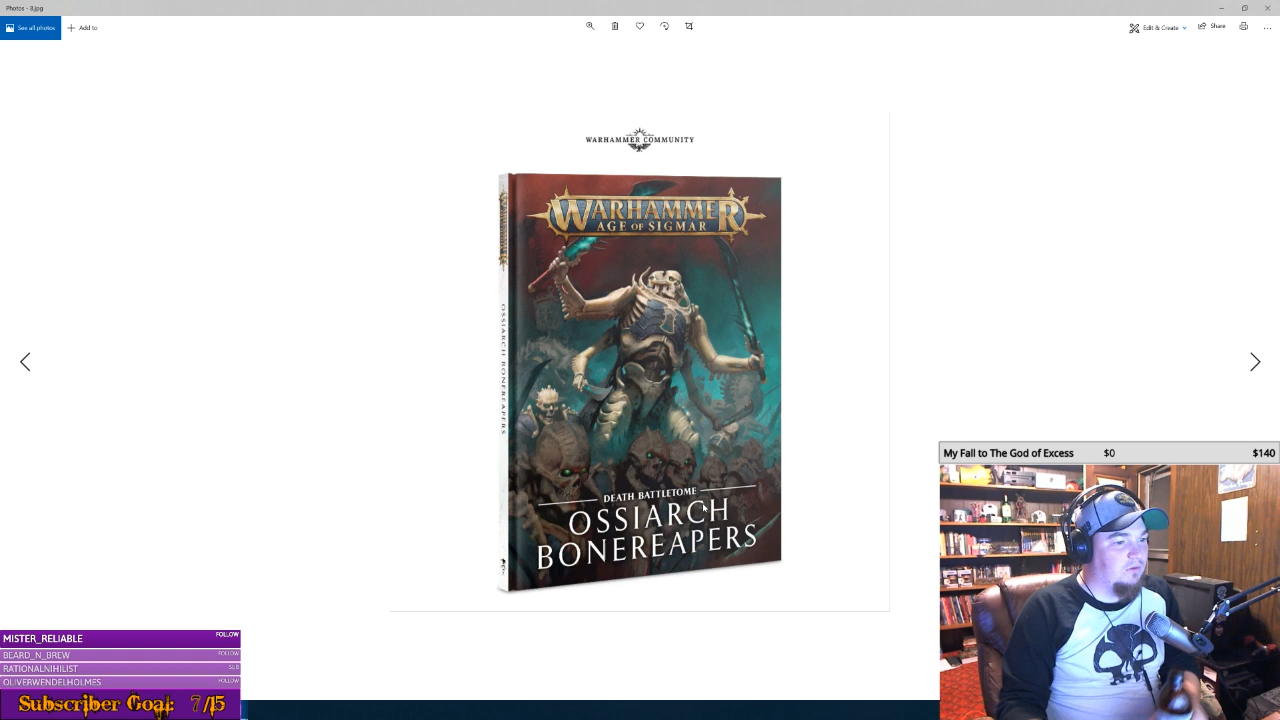 Photos - 8.jpg
See all photos
Add to
Edit & Create
Share
WARHAMMER COMMUNITY
WARHAMMER
AGE OF SIGMAR
OSSIARCH BONEREAPERS
DEATH BATTLETOME
OSSIARCH
BONEREAPERS
My Fall to The God of Excess $0 $140
MISTER_RELIABLE FOLLOW
BEARD_N_BREW FOLLOW
RATIONALNIHILIST SUB
OLIVERWENDELHOLMES FOLLOW
Subscriber Goal: 7/15